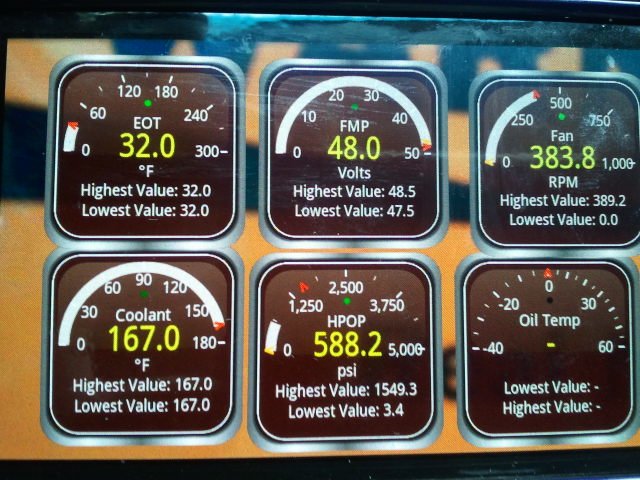 120 180
60 240
EOT
0 32.0 300
°F
Highest Value: 32.0
Lowest Value: 32.0
20 30
10 40
FMP
0 48.0 50
Volts
Highest Value: 48.5
Lowest Value: 47.5
500
250 750
Fan
0 383.8 1,000
RPM
Highest Value: 389.2
Lowest Value: 0.0
90
60 120
30 150
Coolant
0 167.0 180
°F
Highest Value: 167.0
Lowest Value: 167.0
2,500
1,250 3,750
HPOP
0 588.2 5,000
psi
Highest Value: 1549.3
Lowest Value: 3.4
0
-20 30
Oil Temp
-40 - 60
Lowest Value: -
Highest Value: -